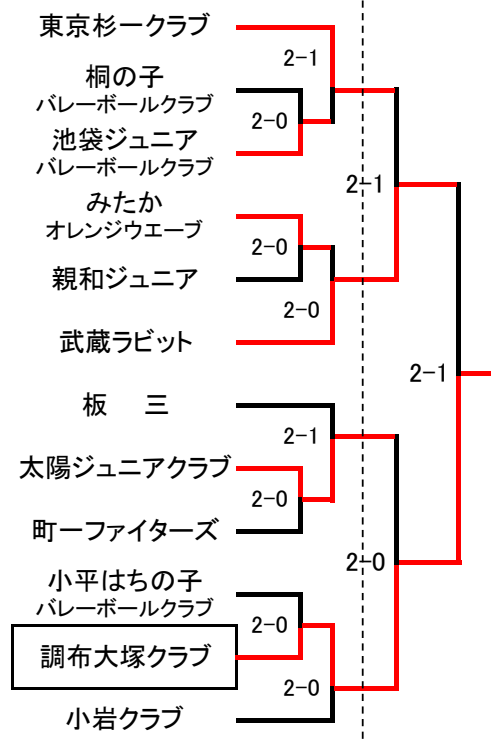 東京杉一クラブ
2-1
桐の子
バレーボールクラブ
2-0
池袋ジュニア
バレーボールクラブ
2-1
みたか
オレンジウエーブ
2-0
親和ジュニア
2-0
武蔵ラビット
2-1
板　三
2-1
太陽ジュニアクラブ
2-0
町一ファイターズ
2-0
小平はちの子
バレーボールクラブ
2-0
調布大塚クラブ
2-0
小岩クラブ